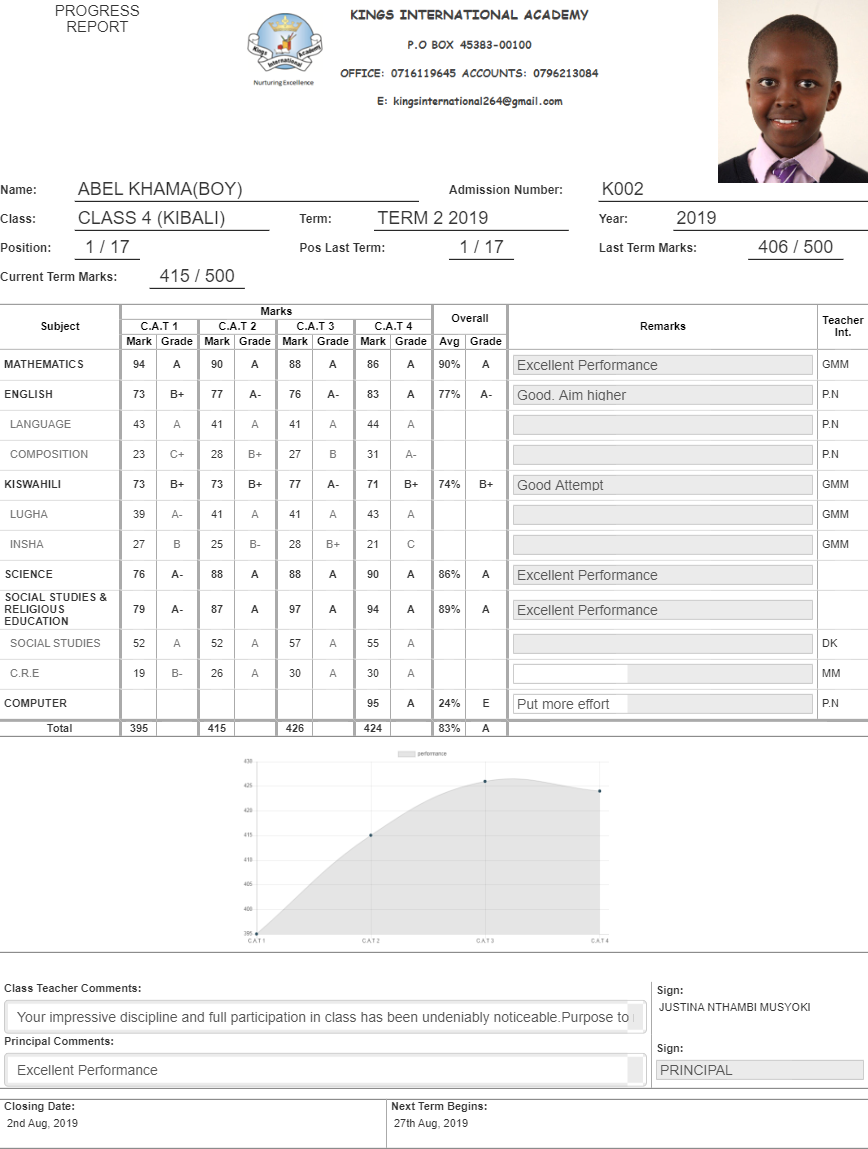 PROGRESS
REPORT
KINGS INTERNATIONAL ACADEMY
P.O BOX 45383-00100
OFFICE: 0716119645 ACCOUNTS: 0796213084
E: kingsinternational264@gmail.com
Kings Academy
International
Nurturing Excellence
Name: ABEL KHAMA(BOY) Admission Number: K002
Class: CLASS 4 (KIBALI) Term: TERM 2 2019 Year: 2019
Position: 1 / 17 Pos Last Term: 1 / 17 Last Term Marks: 406 / 500
Current Term Marks: 415 / 500
Marks
Subject C.A.T 1 C.A.T 2 C.A.T 3 C.A.T 4 Overall Remarks Teacher Int.
Mark Grade Mark Grade Mark Grade Mark Grade Avg Grade
MATHEMATICS 94 A 90 A 88 A 86 A 90% A Excellent Performance GMM
ENGLISH 73 B+ 77 A- 76 A- 83 A 77% A- Good. Aim higher P.N
LANGUAGE 43 A 41 A 41 A 44 A P.N
COMPOSITION 23 C+ 28 B+ 27 B 31 A- P.N
KISWAHILI 73 B+ 73 B+ 77 A- 71 B+ 74% B+ Good Attempt GMM
LUGHA 39 A- 41 A 41 A 43 A GMM
INSHA 27 B 25 B- 28 B+ 21 C GMM
SCIENCE 76 A- 88 A 88 A 90 A 86% A Excellent Performance
SOCIAL STUDIES &
RELIGIOUS
EDUCATION 79 A- 87 A 97 A 94 A 89% A Excellent Performance
SOCIAL STUDIES 52 A 52 A 57 A 55 A DK
C.R.E 19 B- 26 A 30 A 30 A MM
COMPUTER 95 A 24% E Put more effort P.N
Total 395 415 426 424 83% A
performance
430
425
420
415
410
405
400
395
CAT1 CAT2 CAT3 CAT4
Class Teacher Comments:
Your impressive discipline and full participation in class has been undeniably noticeable.Purpose to
Sign:
JUSTINA NTHAMBI MUSYOKI
Principal Comments:
Excellent Performance
Sign:
PRINCIPAL
Closing Date: Next Term Begins:
2nd Aug, 2019 27th Aug, 2019